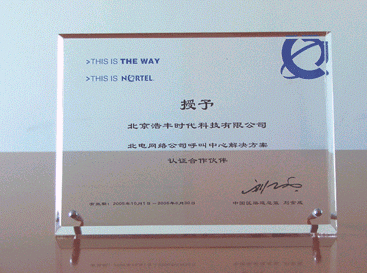 >THIS IS THE WAY
>THIS IS NORTEL
授予
北京浩丰时代科技有限公司
北电网络公司呼叫中心解决方案
认证合作伙伴